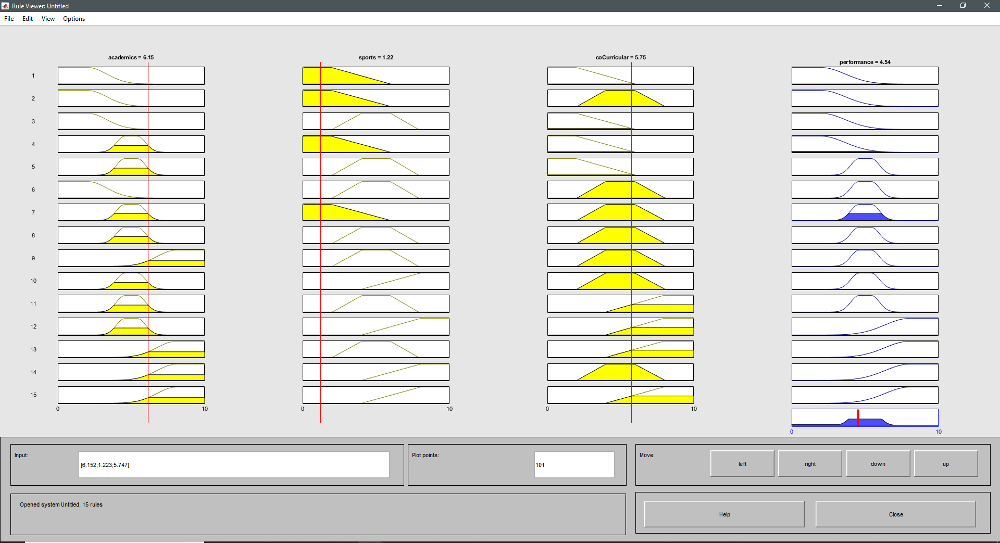 Rule Viewer: Untitled
File Edit View Options
academics = 6.15 sports = 1.22 coCurricular = 5.75 performance = 4.54
1
2
3
4
5
6
7
8
9
10
11
12
13
14
15
0 10 0 10 0 10
0 10
Input: [6.152;1.223;5.747] Plot points: 101 Move: left right down up
Opened system Untitled, 15 rules
Help Close